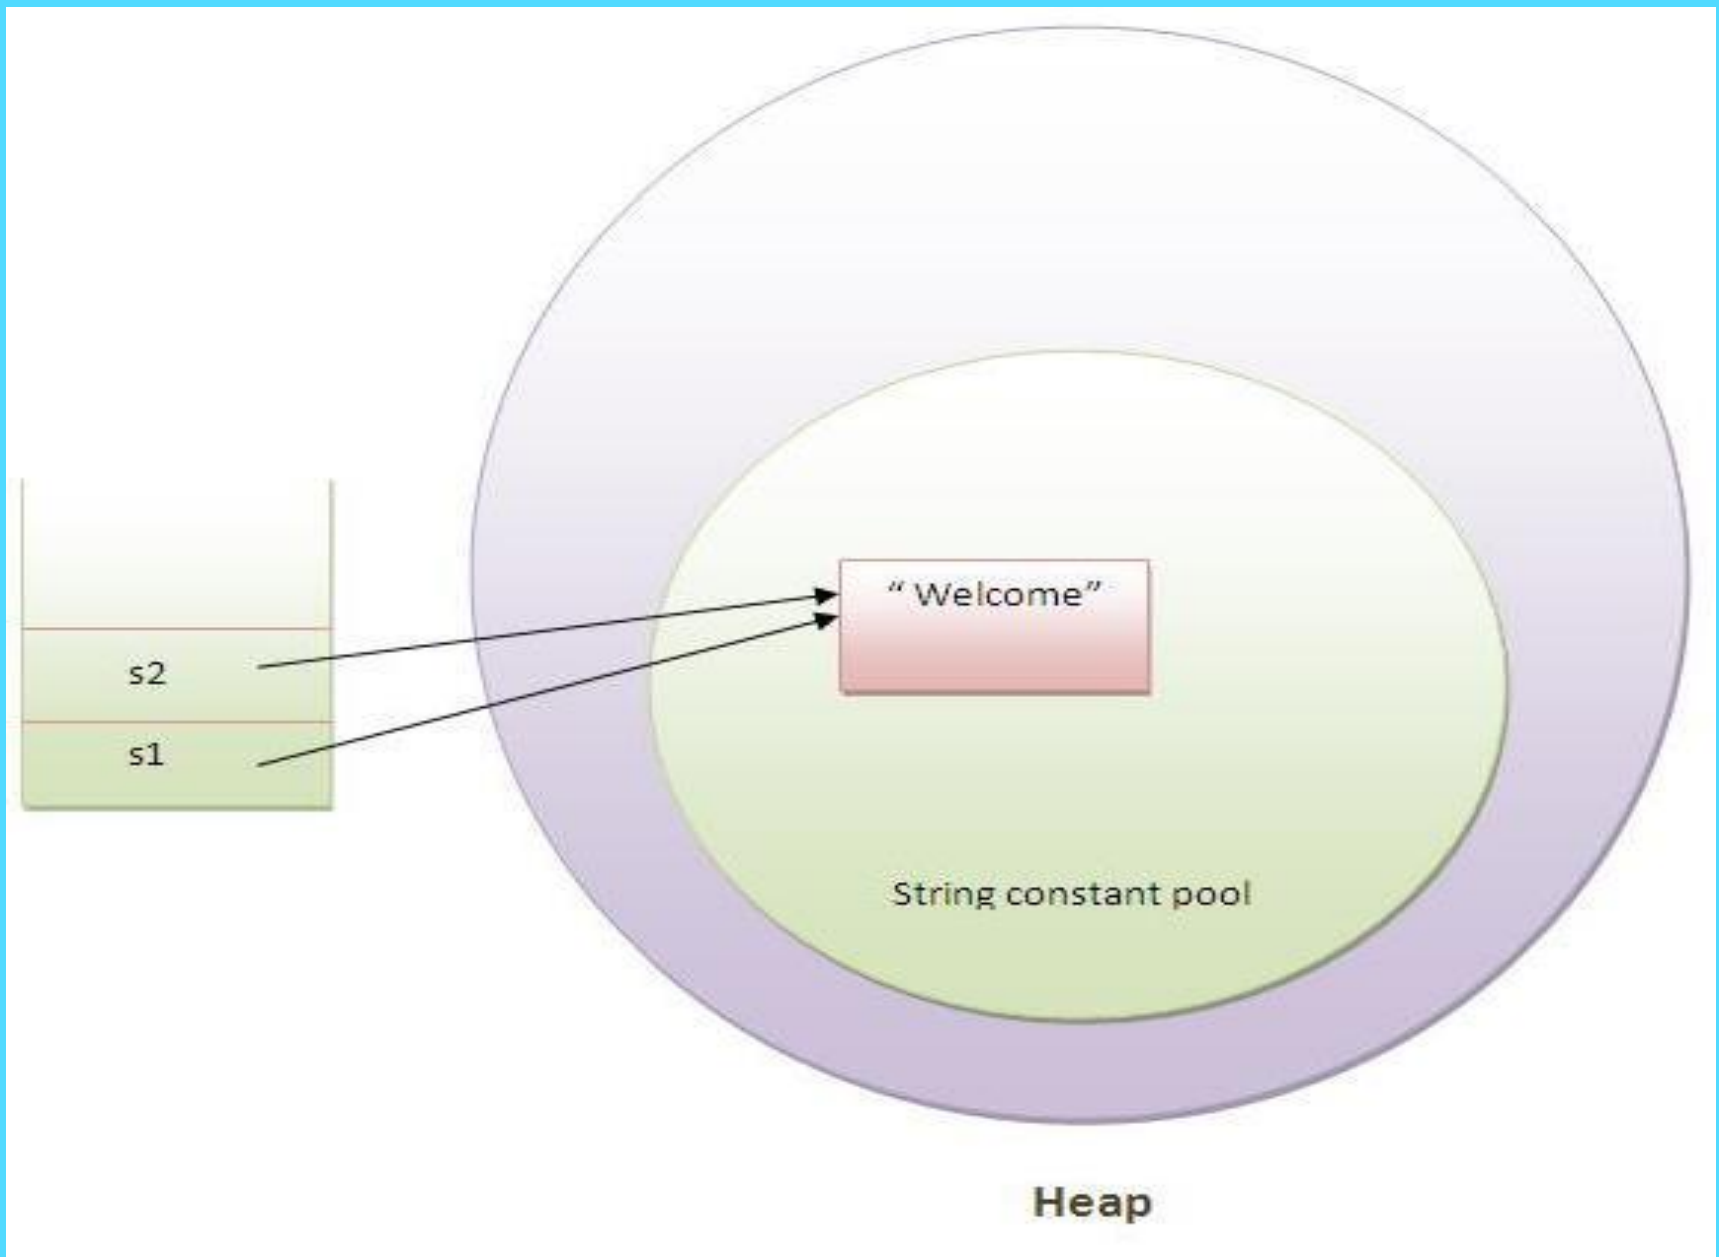 “ Welcome”
s2
s1
String constant pool
Heap